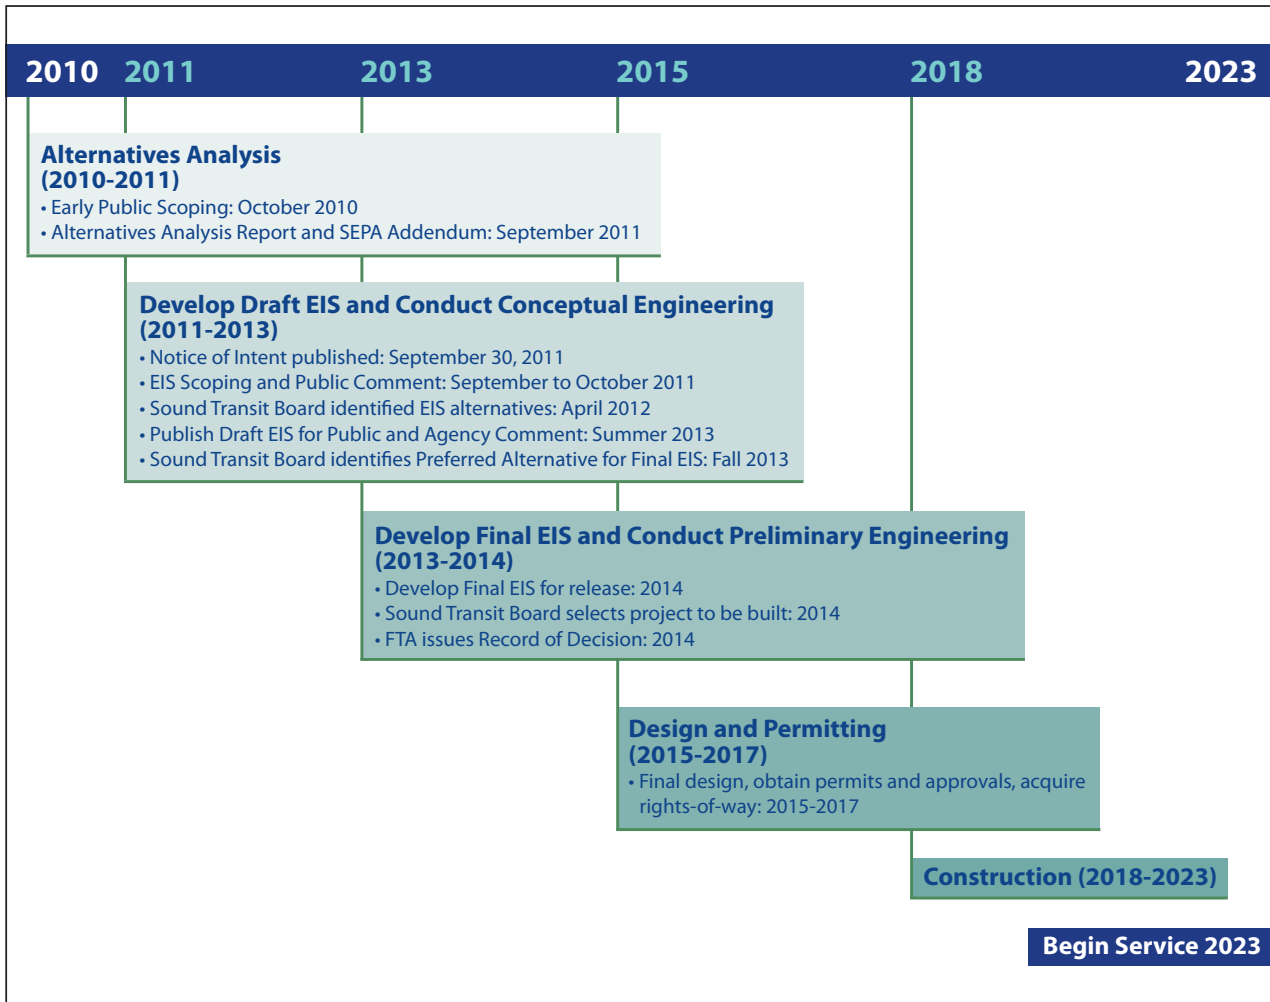 2010 2011 2013 2015 2018 2023
Alternatives Analysis
(2010-2011)
• Early Public Scoping: October 2010
• Alternatives Analysis Report and SEPA Addendum: September 2011
Develop Draft EIS and Conduct Conceptual Engineering
(2011-2013)
• Notice of Intent published: September 30, 2011
• EIS Scoping and Public Comment: September to October 2011
• Sound Transit Board identified EIS alternatives: April 2012
• Publish Draft EIS for Public and Agency Comment: Summer 2013
• Sound Transit Board identifies Preferred Alternative for Final EIS: Fall 2013
Develop Final EIS and Conduct Preliminary Engineering
(2013-2014)
• Develop Final EIS for release: 2014
• Sound Transit Board selects project to be built: 2014
• FTA issues Record of Decision: 2014
Design and Permitting
(2015-2017)
• Final design, obtain permits and approvals, acquire
rights-of-way: 2015-2017
Construction (2018-2023)
Begin Service 2023